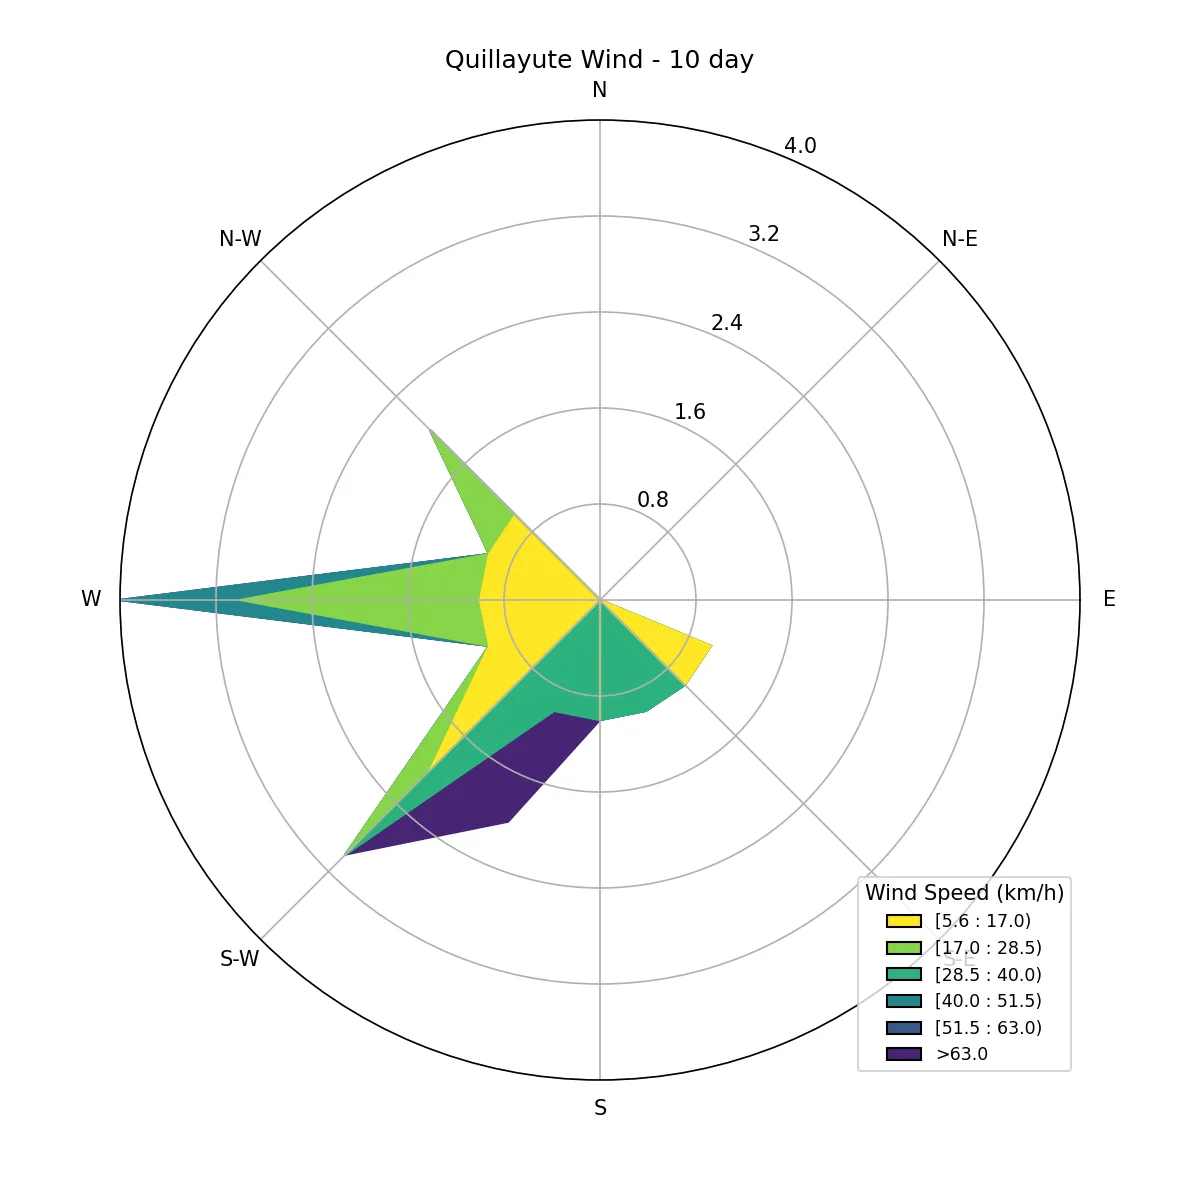 Quillayute Wind - 10 day
N
4.0
N-W
3.2
N-E
2.4
1.6
0.8
W
E
S-W
S-E
S
Wind Speed (km/h)
[5.6 : 17.0)
[17.0 : 28.5)
[28.5 : 40.0)
[40.0 : 51.5)
[51.5 : 63.0)
>63.0